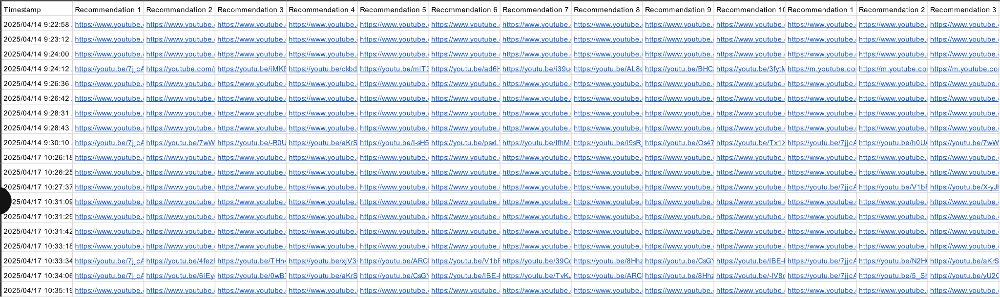 Timestamp Recommendation 1 Recommendation 2 Recommendation 3 Recommendation 4 Recommendation 5 Recommendation 6 Recommendation 7 Recommendation 8 Recommendation 9 Recommendation 10 Recommendation 1 Recommendation 2 Recommendation 3
2025/04/14 9:22:58 https://www.youtube. https://www.youtube. https://www.youtube. https://www.youtube. https://www.youtube. https://www.youtube. https://www.youtube. https://www.youtube. https://www.youtube. https://www.youtube. https://www.youtube. https://www.youtube. https://www.youtube.
2025/04/14 9:23:12 https://www.youtube. https://www.youtube. https://www.youtube. https://www.youtube. https://www.youtube. https://www.youtube. https://www.youtube. https://www.youtube. https://www.youtube. https://www.youtube. https://www.youtube. https://www.youtube. https://www.youtube.
2025/04/14 9:24:00 https://www.youtube. https://www.youtube. https://www.youtube. https://www.youtube. https://www.youtube. https://www.youtube. https://www.youtube. https://www.youtube. https://www.youtube. https://www.youtube. https://www.youtube. https://www.youtube. https://www.youtube.
2025/04/14 9:24:12 https://youtu.be/7jjcA https://youtube.com/ https://youtu.be/iMKE https://youtu.be/ckbd https://youtu.be/mIT3 https://youtu.be/ad6H https://youtu.be/i39u https://youtu.be/AL8c https://youtu.be/BHC https://youtu.be/3fytM https://m.youtube.co https://m.youtube.co https://m.youtube.co
2025/04/14 9:26:36 https://www.youtube. https://www.youtube. https://www.youtube. https://www.youtube. https://www.youtube. https://www.youtube. https://www.youtube. https://www.youtube. https://www.youtube. https://www.youtube. https://www.youtube. https://www.youtube. https://www.youtube.
2025/04/14 9:26:42 https://www.youtube. https://www.youtube. https://www.youtube. https://www.youtube. https://www.youtube. https://www.youtube. https://www.youtube. https://www.youtube. https://www.youtube. https://www.youtube. https://www.youtube. https://www.youtube. https://www.youtube.
2025/04/14 9:28:31 https://www.youtube. https://www.youtube. https://www.youtube. https://www.youtube. https://www.youtube. https://www.youtube. https://www.youtube. https://www.youtube. https://www.youtube. https://www.youtube. https://www.youtube. https://www.youtube. https://www.youtube.
2025/04/14 9:28:43 https://www.youtube. https://www.youtube. https://www.youtube. https://www.youtube. https://www.youtube. https://www.youtube. https://www.youtube. https://www.youtube. https://www.youtube. https://www.youtube. https://www.youtube. https://www.youtube. https://www.youtube.
2025/04/14 9:30:10 https://youtu.be/7jjcA https://youtu.be/7wW https://youtu.be/-R0U https://youtu.be/aKrS https://youtu.be/I-sH5 https://youtu.be/psxL https://youtu.be/lfhM https://youtu.be/i9sR_ https://youtu.be/Os47 https://youtu.be/Tx1X https://youtu.be/7jjcA https://youtu.be/h0UA https://youtu.be/7wW
2025/04/17 10:26:18 https://www.youtube. https://www.youtube. https://www.youtube. https://www.youtube. https://www.youtube. https://www.youtube. https://www.youtube. https://www.youtube. https://www.youtube. https://www.youtube. https://www.youtube. https://www.youtube. https://www.youtube.
2025/04/17 10:26:25 https://www.youtube. https://www.youtube. https://www.youtube. https://www.youtube. https://www.youtube. https://www.youtube. https://www.youtube. https://www.youtube. https://www.youtube. https://www.youtube. https://www.youtube. https://www.youtube. https://www.youtube.
2025/04/17 10:27:37 https://www.youtube. https://www.youtube. https://www.youtube. https://www.youtube. https://www.youtube. https://www.youtube. https://www.youtube. https://www.youtube. https://www.youtube. https://www.youtube. https://youtu.be/7jjcA https://youtu.be/V1bF https://youtu.be/X-yJ
25/04/17 10:31:09 https://www.youtube. https://www.youtube. https://www.youtube. https://www.youtube. https://www.youtube. https://www.youtube. https://www.youtube. https://www.youtube. https://www.youtube. https://www.youtube. https://www.youtube. https://www.youtube. https://www.youtube.
2025/04/17 10:31:29 https://www.youtube. https://www.youtube. https://www.youtube. https://www.youtube. https://www.youtube. https://www.youtube. https://www.youtube. https://www.youtube. https://www.youtube. https://www.youtube. https://www.youtube. https://www.youtube. https://www.youtube.
2025/04/17 10:31:42 https://www.youtube. https://www.youtube. https://www.youtube. https://www.youtube. https://www.youtube. https://www.youtube. https://www.youtube. https://www.youtube. https://www.youtube. https://www.youtube. https://www.youtube. https://www.youtube. https://www.youtube.
2025/04/17 10:33:18 https://www.youtube. https://www.youtube. https://www.youtube. https://www.youtube. https://www.youtube. https://www.youtube. https://www.youtube. https://www.youtube. https://www.youtube. https://www.youtube. https://www.youtube. https://www.youtube. https://www.youtube.
2025/04/17 10:33:34 https://youtu.be/7jjcA https://youtu.be/4fezl https://youtu.be/THh4 https://youtu.be/xjV3 https://youtu.be/ARC https://youtu.be/V1bF https://youtu.be/39Cc https://youtu.be/8Hhz https://youtu.be/CsGY https://youtu.be/IBE-I https://youtu.be/7jjcA https://youtu.be/N2HC https://youtu.be/aKrS
2025/04/17 10:34:06 https://youtu.be/7jjcA https://youtu.be/6iEy https://youtu.be/0wB7 https://youtu.be/aKrS https://youtu.be/CsGY https://youtu.be/IBE-I https://youtu.be/TvK https://youtu.be/ARC https://youtu.be/8Hhz https://youtu.be/-IV8c https://youtu.be/7jjcA https://youtu.be/5_SH https://youtu.be/yU2C
2025/04/17 10:35:19 https://www.youtube. https://www.youtube. https://www.youtube. https://www.youtube. https://www.youtube. https://www.youtube. https://www.youtube. https://www.youtube. https://www.youtube. https://www.youtube. https://www.youtube. https://www.youtube. https://www.youtube.